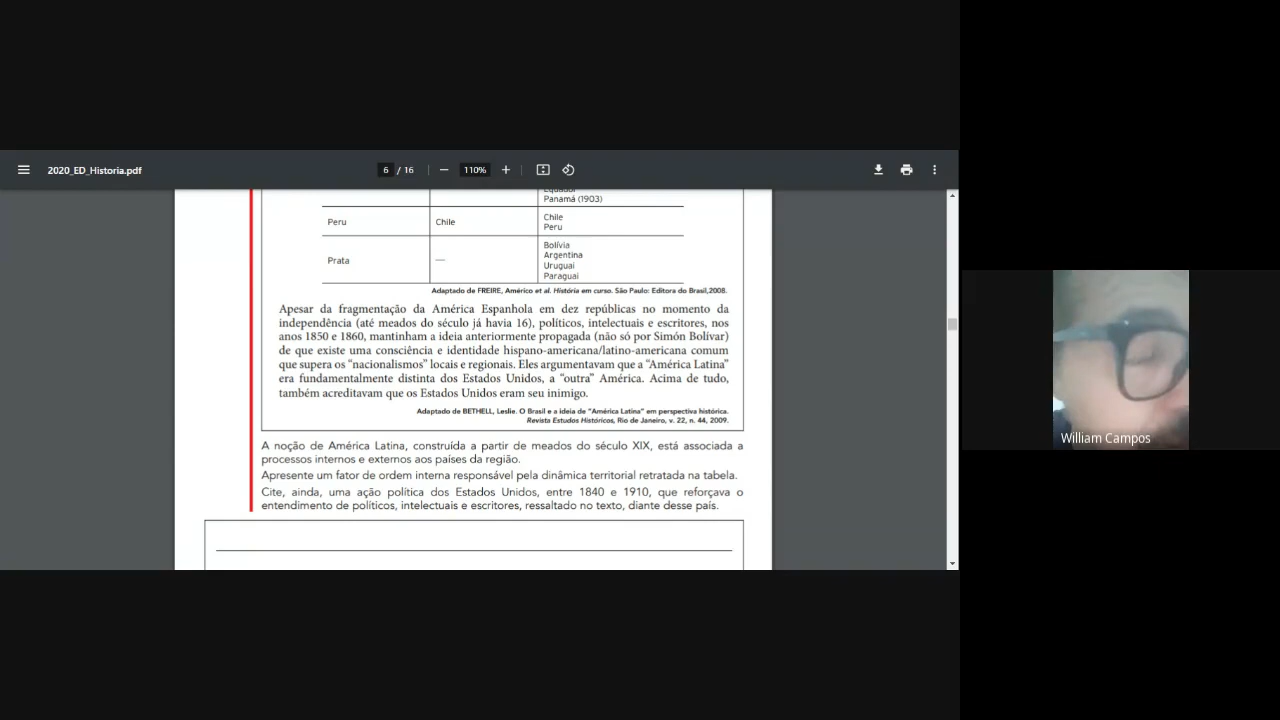 2020_ED_Historia.pdf
6 / 16
110%
Equador
Panamá (1903)
Peru
Chile
Chile
Peru
Prata
—
Bolívia
Argentina
Uruguai
Paraguai
Adaptado de FREIRE, Américo et al. História em curso. São Paulo: Editora do Brasil,2008.
Apesar da fragmentação da América Espanhola em dez repúblicas no momento da
independência (até meados do século já havia 16), políticos, intelectuais e escritores, nos
anos 1850 e 1860, mantinham a ideia anteriormente propagada (não só por Simón Bolívar)
de que existe uma consciência e identidade hispano-americana/latino-americana comum
que supera os “nacionalismos” locais e regionais. Eles argumentavam que a “América Latina”
era fundamentalmente distinta dos Estados Unidos, a “outra” América. Acima de tudo,
também acreditavam que os Estados Unidos eram seu inimigo.
Adaptado de BETHELL, Leslie. O Brasil e a ideia de “América Latina” em perspectiva histórica.
Revista Estudos Históricos, Rio de Janeiro, v. 22, n. 44, 2009.
A noção de América Latina, construída a partir de meados do século XIX, está associada a
processos internos e externos aos países da região.
Apresente um fator de ordem interna responsável pela dinâmica territorial retratada na tabela.
Cite, ainda, uma ação política dos Estados Unidos, entre 1840 e 1910, que reforçava o
entendimento de políticos, intelectuais e escritores, ressaltado no texto, diante desse país.
William Campos